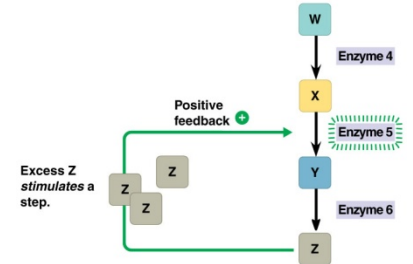 W
Enzyme 4
X
Positive
feedback +
Enzyme 5
Excess Z
stimulates a
step.
Z
Z
Z
Y
Enzyme 6
Z